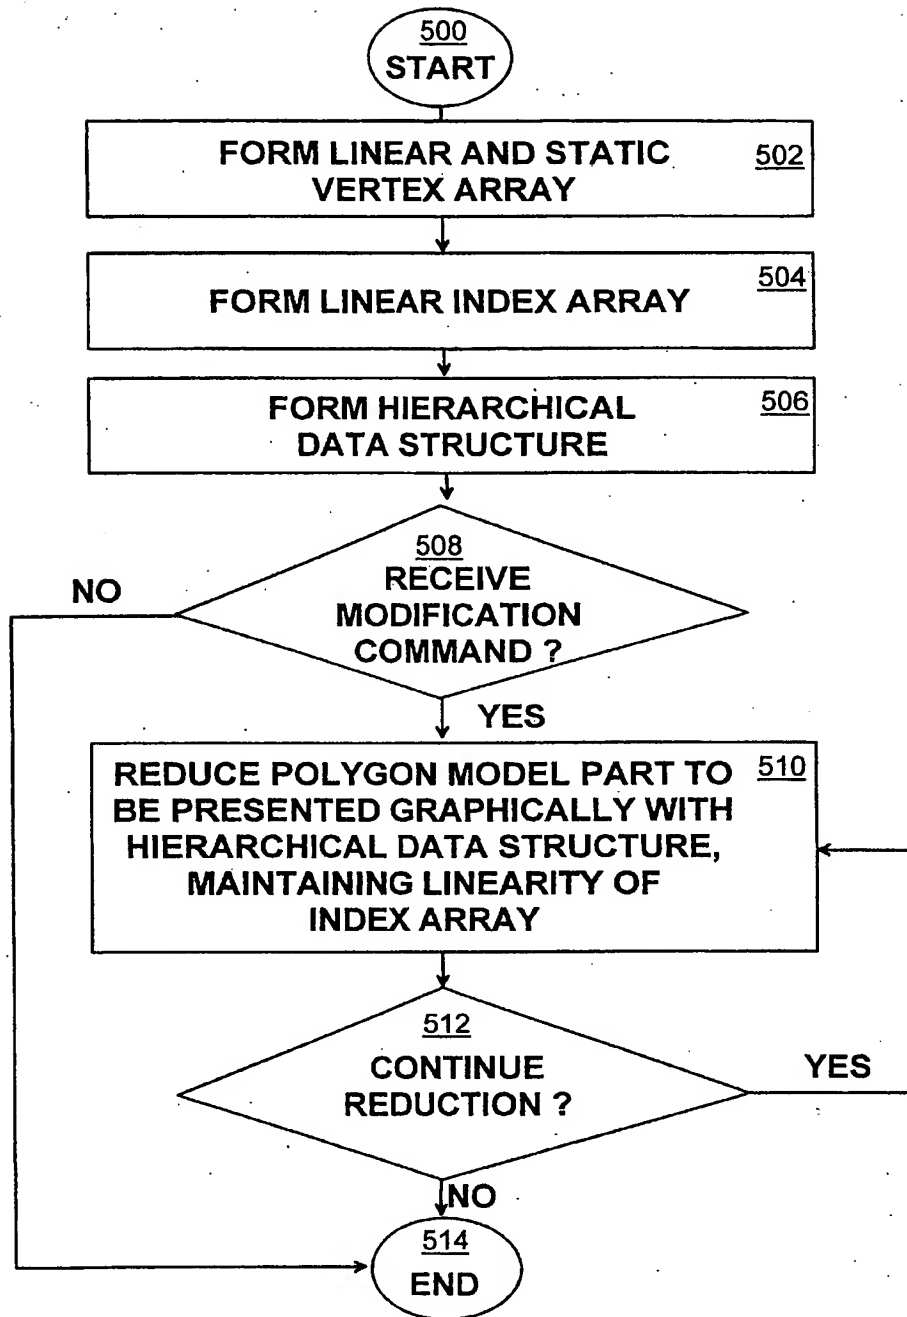 500
START
FORM LINEAR AND STATIC
VERTEX ARRAY
502
FORM LINEAR INDEX ARRAY
504
FORM HIERARCHICAL
DATA STRUCTURE
506
508
RECEIVE
MODIFICATION
COMMAND ?
NO
YES
REDUCE POLYGON MODEL PART TO
BE PRESENTED GRAPHICALLY WITH
HIERARCHICAL DATA STRUCTURE,
MAINTAINING LINEARITY OF
INDEX ARRAY
510
512
CONTINUE
REDUCTION ?
YES
NO
514
END